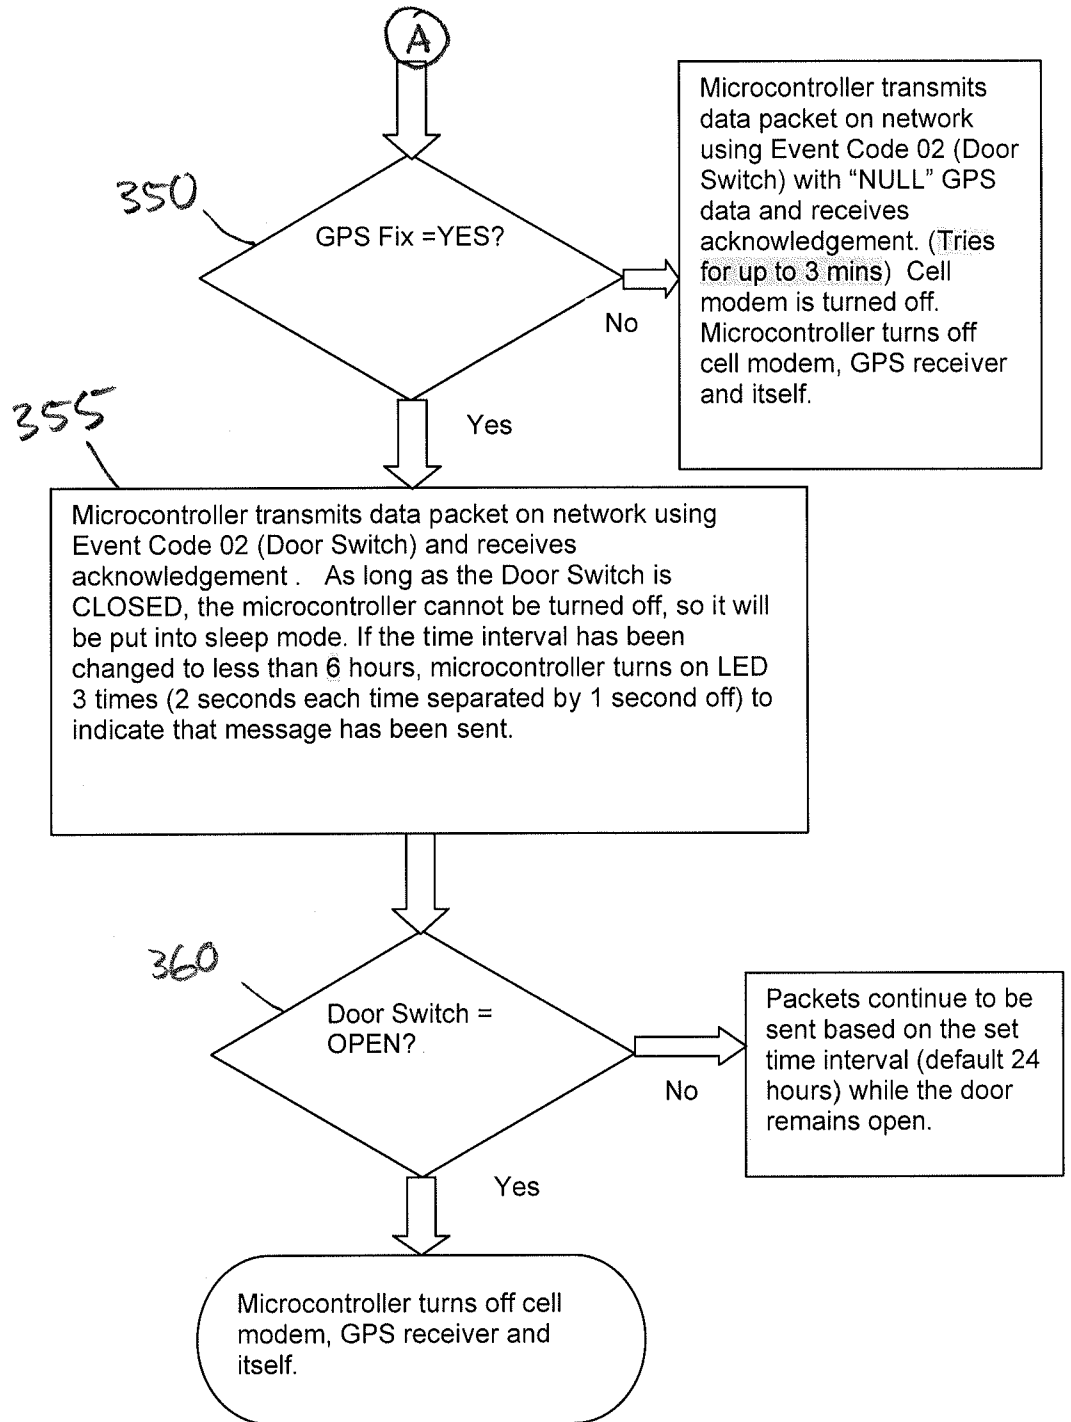 A
350
GPS Fix =YES?
No
Yes
Microcontroller transmits
data packet on network
using Event Code 02 (Door
Switch) with “NULL” GPS
data and receives
acknowledgement. (Tries
for up to 3 mins)  Cell
modem is turned off.
Microcontroller turns off
cell modem, GPS receiver
and itself.
355
Microcontroller transmits data packet on network using
Event Code 02 (Door Switch) and receives
acknowledgement .   As long as the Door Switch is
CLOSED, the microcontroller cannot be turned off, so it will
be put into sleep mode. If the time interval has been
changed to less than 6 hours, microcontroller turns on LED
3 times (2 seconds each time separated by 1 second off) to
indicate that message has been sent.
360
Door Switch =
OPEN?
No
Yes
Packets continue to be
sent based on the set
time interval (default 24
hours) while the door
remains open.
Microcontroller turns off cell
modem, GPS receiver and
itself.